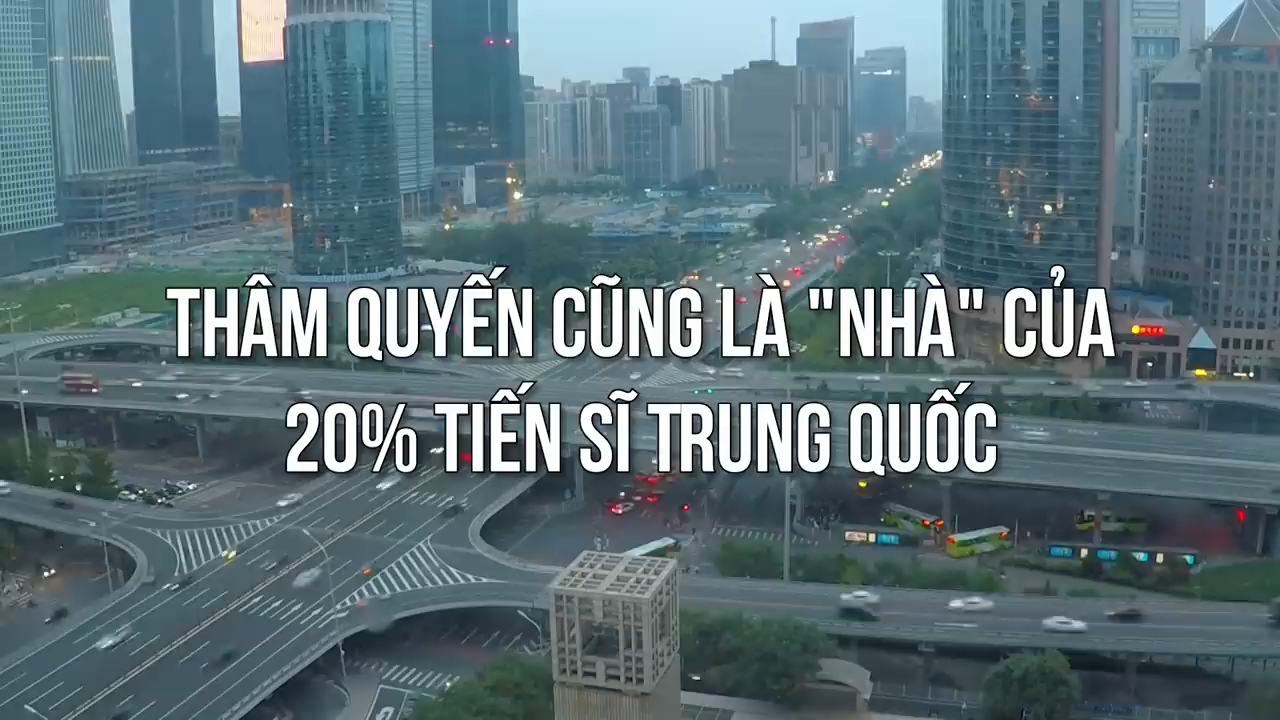 THÂM QUYẾN CŨNG LÀ "NHÀ" CỦA
20% TIẾN SĨ TRUNG QUỐC